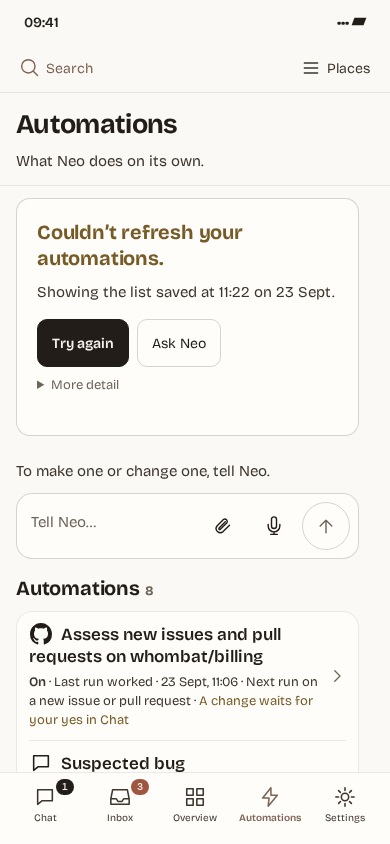 09:41
Search
Places
Automations
What Neo does on its own.
Couldn’t refresh your
automations.
Showing the list saved at 11:22 on 23 Sept.
Try again
Ask Neo
More detail
To make one or change one, tell Neo.
Tell Neo...
Automations 8
Assess new issues and pull
requests on whombat/billing
On · Last run worked · 23 Sept, 11:06 · Next run on
a new issue or pull request · A change waits for
your yes in Chat
Suspected bug
1
3
Chat
Inbox
Overview
Automations
Settings